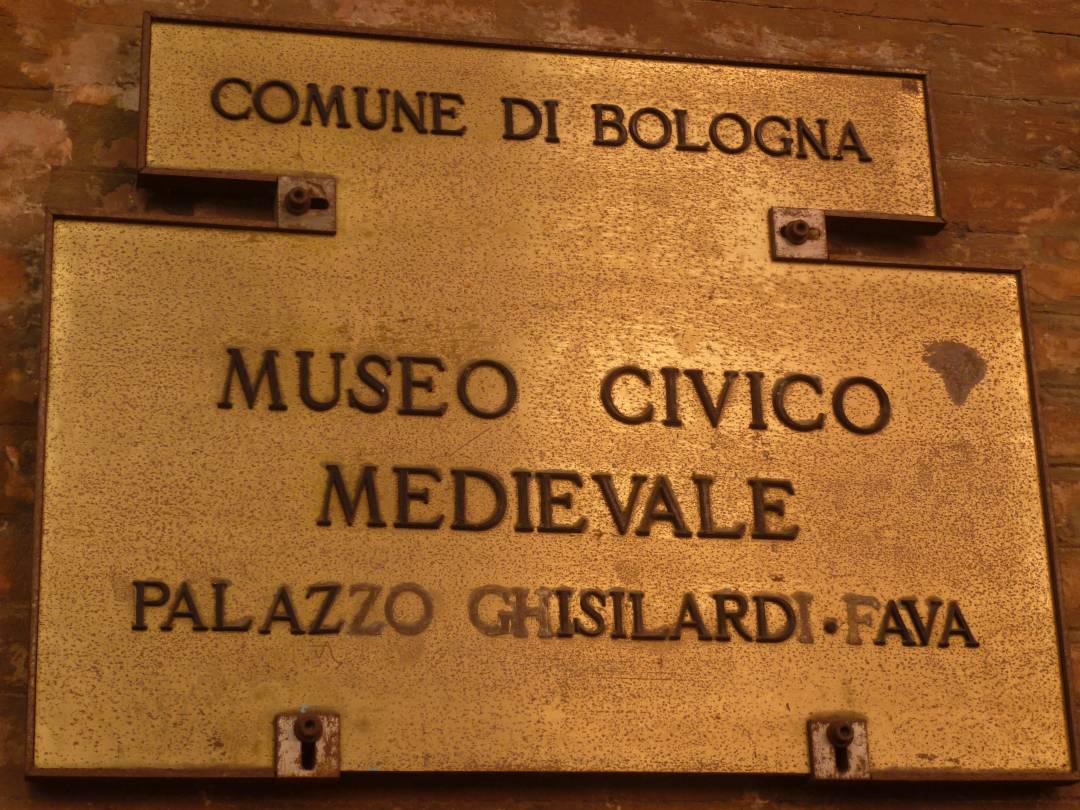 COMUNE DI BOLOGNA
MUSEO CIVICO
MEDIEVALE
PALAZZO GHISILARDI·FAVA